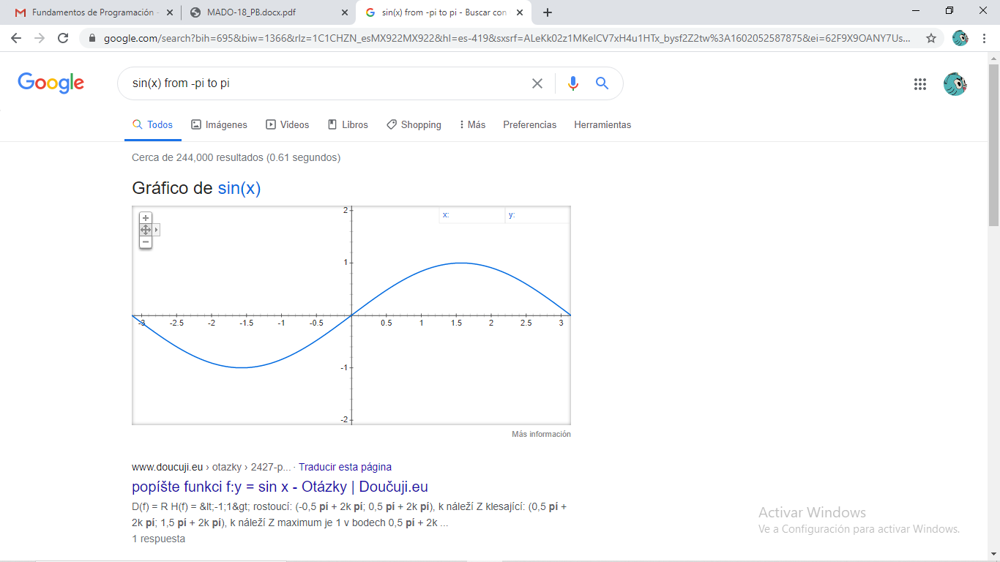 Fundamentos de Programación -
MADO-18_PB.docx.pdf
sin(x) from -pi to pi - Buscar con
google.com/search?bih=695&biw=1366&rlz=1C1CHZN_esMX922MX922&hl=es-419&sxsrf=ALeKk02z1MKelCV7xH4u1HTx_bysf2Z2tw%3A1602052587875&ei=62F9X9OANY7Us...
Google
sin(x) from -pi to pi
Todos
Imágenes
Videos
Libros
Shopping
Más
Preferencias
Herramientas
Cerca de 244,000 resultados (0.61 segundos)
Gráfico de sin(x)
x:
y:
2
1
-3 -2.5 -2 -1.5 -1 -0.5 0.5 1 1.5 2 2.5 3
-1
-2
Más información
www.doucuji.eu › otazky › 2427-p... · Traducir esta página
popíšte funkci f:y = sin x - Otázky | Doučuji.eu
D(f) = R H(f) = &lt;-1;1&gt; rostoucí: (-0,5 pí + 2k pí; 0,5 pí + 2k pí), k náleží Z klesající: (0,5 pí +
2k pí; 1,5 pí + 2k pí), k náleží Z maximum je 1 v bodech 0,5 pí + 2k ...
1 respuesta
Activar Windows
Ve a Configuración para activar Windows.